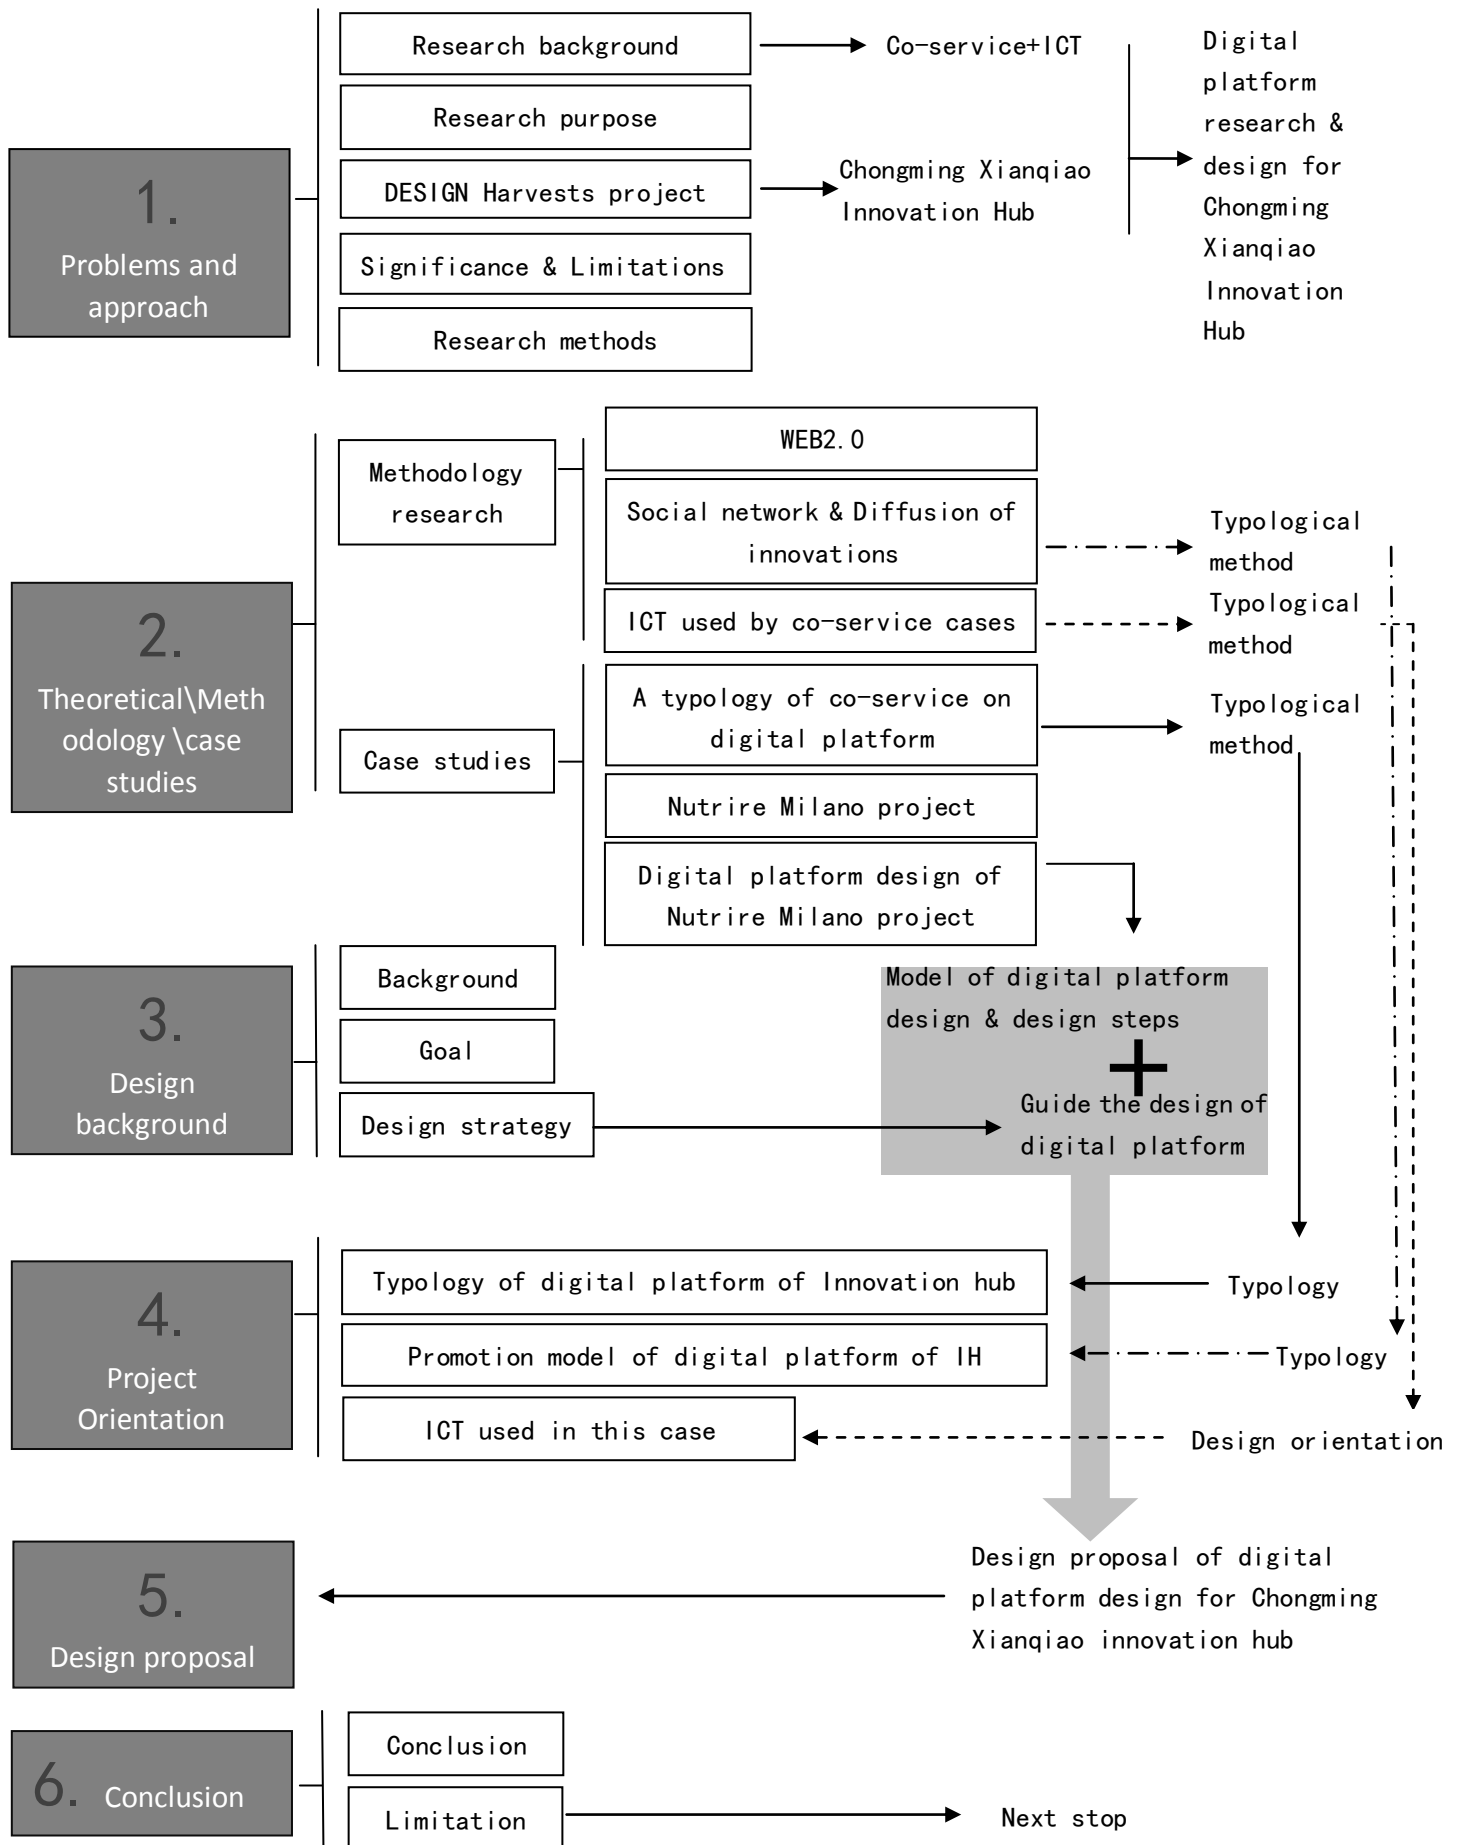 Research background
Co-service+ICT
Digital
platform
research &
design for
Chongming
Xianqiao
Innovation
Hub
Research purpose
1.
Problems and
approach
DESIGN Harvests project
Chongming Xianqiao
Innovation Hub
Significance & Limitations
Research methods
2.
Theoretical\Meth
odology \case
studies
Methodology
research
WEB2.0
Social network & Diffusion of
innovations
Typological
method
ICT used by co-service cases
Typological
method
Case studies
A typology of co-service on
digital platform
Typological
method
Nutrire Milano project
Digital platform design of
Nutrire Milano project
3.
Design
background
Background
Goal
Design strategy
Model of digital platform
design & design steps
+
Guide the design of
digital platform
4.
Project
Orientation
Typology of digital platform of Innovation hub
Typology
Promotion model of digital platform of IH
Typology
ICT used in this case
Design orientation
5.
Design proposal
Design proposal of digital
platform design for Chongming
Xianqiao innovation hub
6. Conclusion
Conclusion
Limitation
Next stop